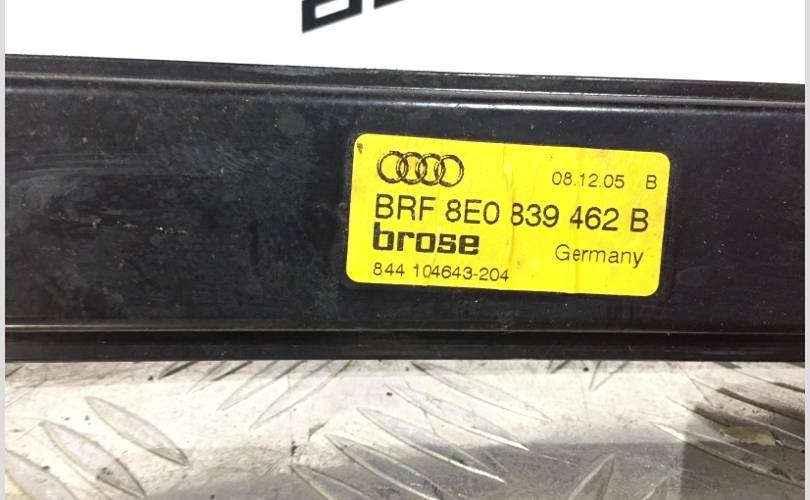 08.12.05 B
BRF 8E0 839 462 B
brose
Germany
844 104643-204